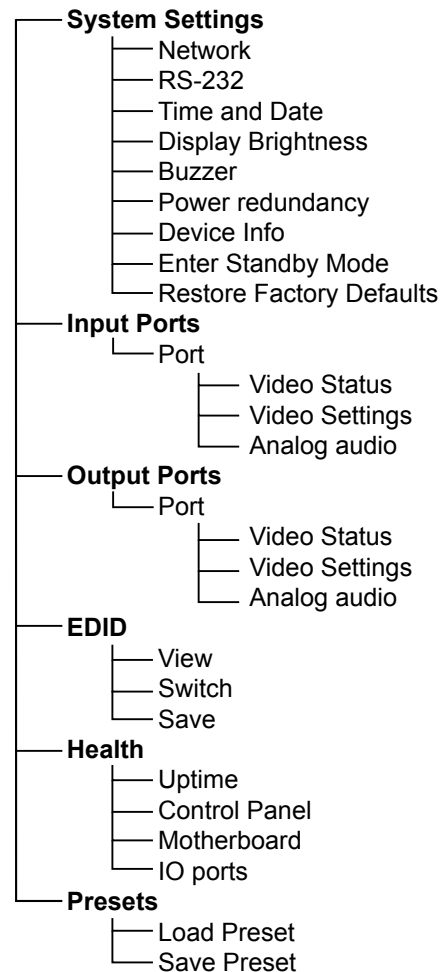 System Settings
Network
RS-232
Time and Date
Display Brightness
Buzzer
Power redundancy
Device Info
Enter Standby Mode
Restore Factory Defaults
Input Ports
Port
Video Status
Video Settings
Analog audio
Output Ports
Port
Video Status
Video Settings
Analog audio
EDID
View
Switch
Save
Health
Uptime
Control Panel
Motherboard
IO ports
Presets
Load Preset
Save Preset